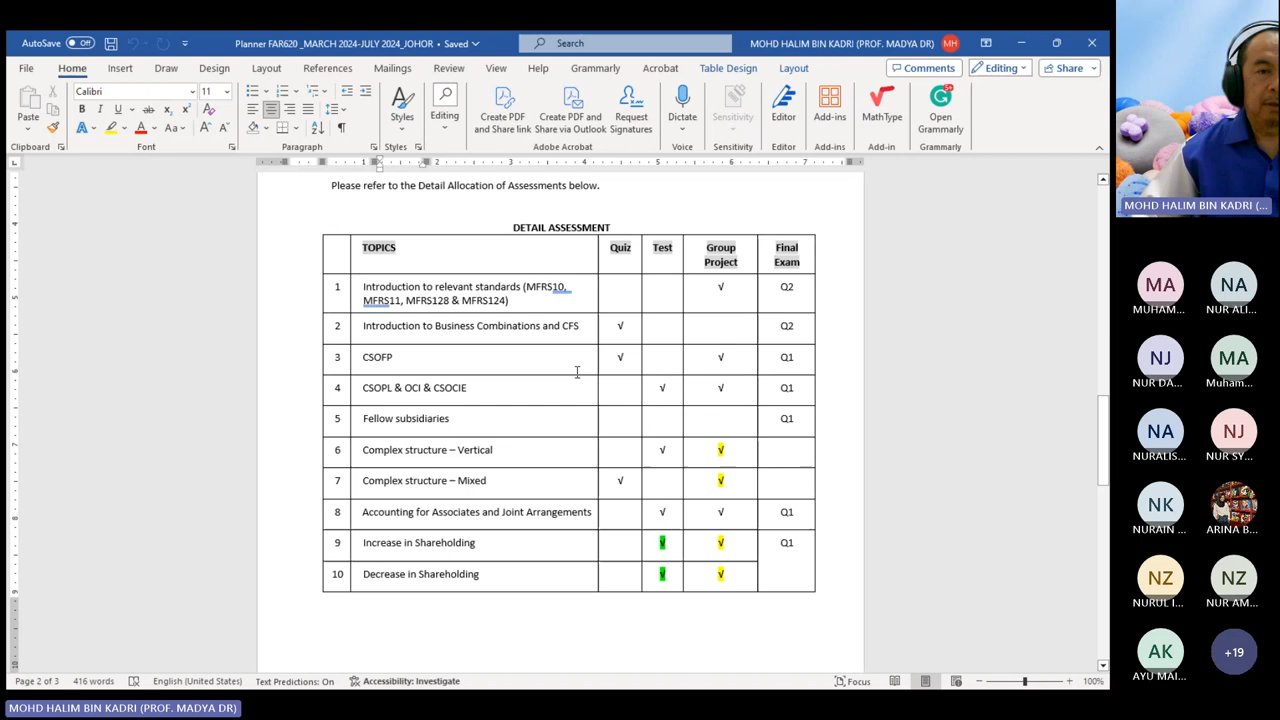 AutoSave Off
Planner FAR620 _MARCH 2024-JULY 2024_JOHOR • Saved
Search
MOHD HALIM BIN KADRI (PROF. MADYA DR) MH
File Home Insert Draw Design Layout References Mailings Review View Help Grammarly Acrobat Table Design Layout Comments Editing Share
Calibri 11
Paste
Styles
Editing
Create PDF and Share link
Create PDF and Share via Outlook
Request Signatures
Dictate
Sensitivity
Editor
Add-ins
MathType
Open Grammarly
Clipboard Font Paragraph Styles Adobe Acrobat Voice Sensitivity Editor Add-ins Add-in Grammarly
1 2 3 4 5 6 7
Please refer to the Detail Allocation of Assessments below.
DETAIL ASSESSMENT
TOPICS Quiz Test Group Project Final Exam
1 Introduction to relevant standards (MFRS10, √ Q2
MFRS11, MFRS128 & MFRS124)
2 Introduction to Business Combinations and CFS √ Q2
3 CSOFP √ √ Q1
4 CSOPL & OCI & CSOCIE √ √ Q1
5 Fellow subsidiaries Q1
6 Complex structure – Vertical √ √
7 Complex structure – Mixed √ √
8 Accounting for Associates and Joint Arrangements √ √ Q1
9 Increase in Shareholding √ √ Q1
10 Decrease in Shareholding √ √
Page 2 of 3 416 words English (United States) Text Predictions: On Accessibility: Investigate Focus 100%
MOHD HALIM BIN KADRI (PROF. MADYA DR)
MOHD HALIM BIN KADRI (...
MA NA
MUHAM... NUR ALI...
NJ MA
NUR DA... Muham...
NA NJ
NURALIS... NUR SY...
NK
NURAIN ... ARINA B...
NZ NZ
NURUL I... NUR AM...
AK +19
AYU MAI...